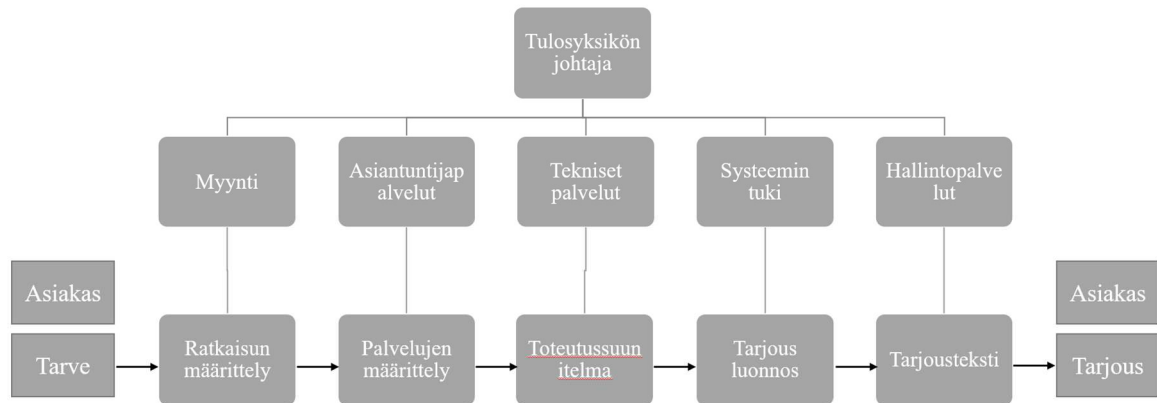 Tulosyksikön
johtaja
Myynti
Asiantuntijap
alvelut
Tekniset
palvelut
Systeemin
tuki
Hallintopalve
lut
Asiakas
Asiakas
Tarve
Ratkaisun
määrittely
Palvelujen
määrittely
Toteutussuun
itelma
Tarjous
luonnos
Tarjousteksti
Tarjous